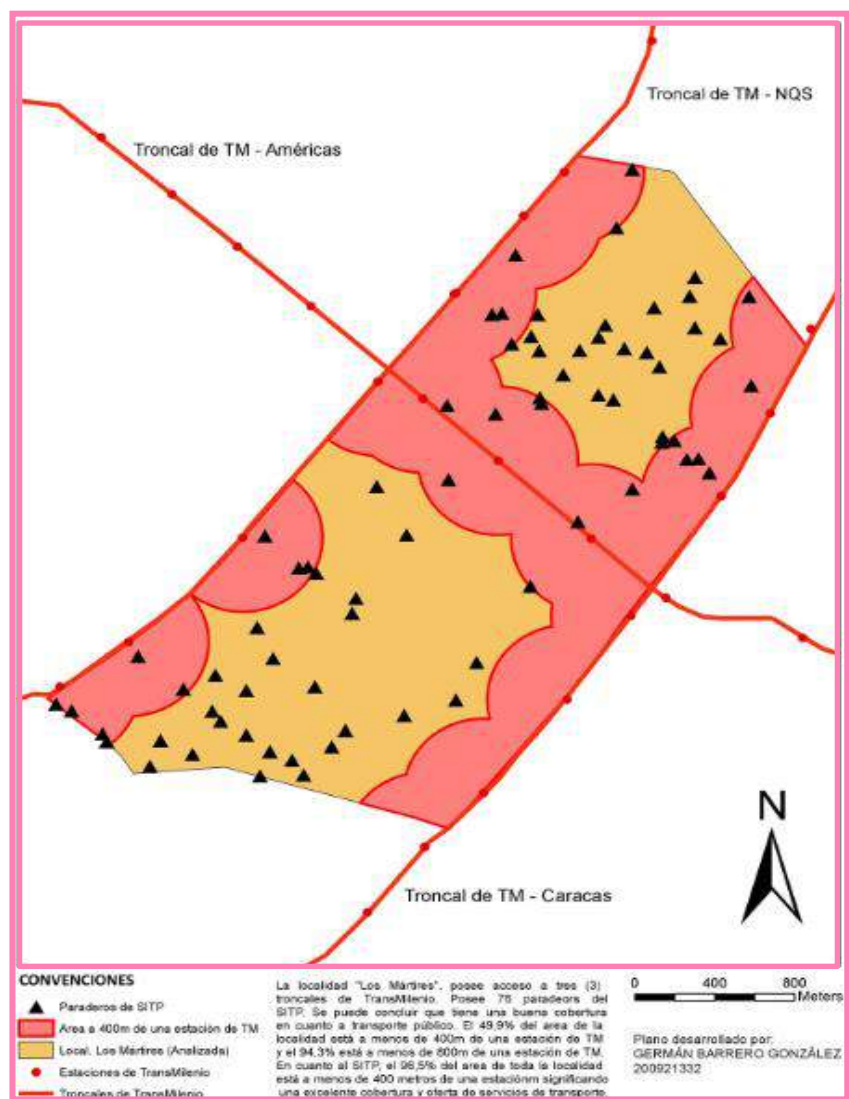 Troncal de TM - NQS
Troncal de TM - Américas
N
Troncal de TM - Caracas
CONVENCIONES
Paraderos de SITP
Area a 400m de una estación de TM
Local. Los Mártires (Analizada)
Estaciones de TransMilenio
Troncales de TransMilenio
La localidad "Los Mártires", posee acceso a tres (3)
troncales de TransMilenio. Posee 76 paraderos del
SITP. Se puede concluir que tiene una buena cobertura
en cuanto a transporte público. El 49,9% del area de la
localidad está a menos de 400m de una estación de TM
y el 94,3% está a menos de 800m de una estación de TM.
En cuanto al SITP, el 96,5% del area de toda la localidad
está a menos de 400 metros de una estaciónm significando
una excelente cobertura y oferta de servicios de transporte
0 400 800
Meters
Plano desarrollado por:
GERMÁN BARRERO GONZÁLEZ
200921332